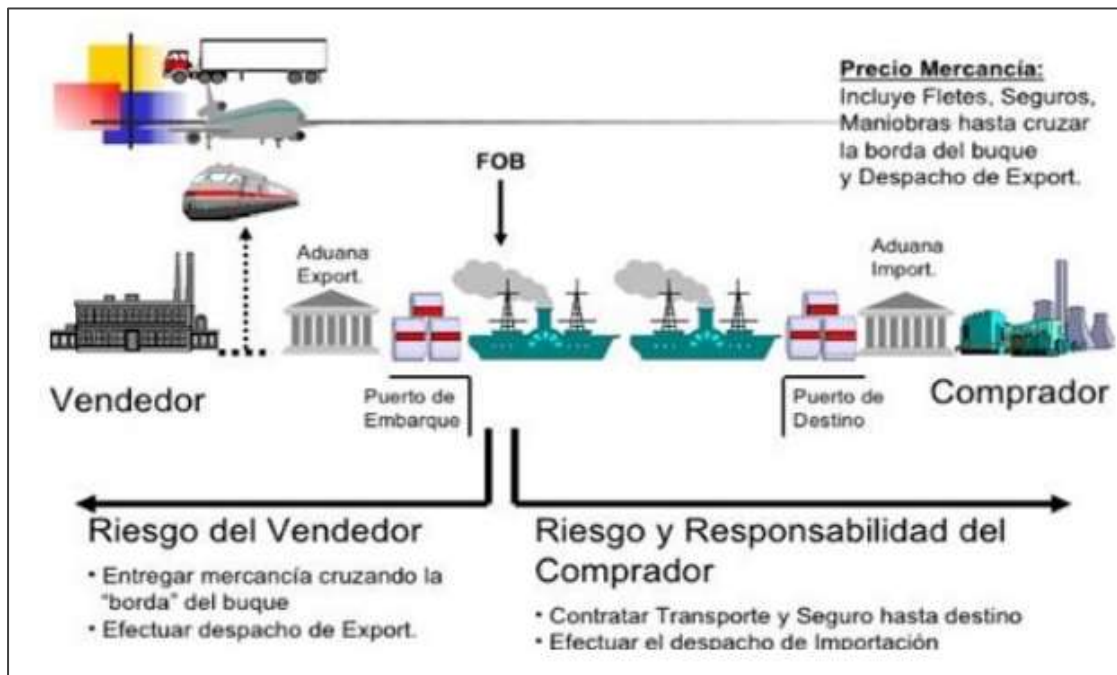 Precio Mercancía:
Incluye Fletes, Seguros,
Maniobras hasta cruzar
la borda del buque
y Despacho de Export.
FOB
Aduana
Export.
Aduana
Import.
Vendedor
Puerto de
Embarque
Puerto de
Destino
Comprador
Riesgo del Vendedor
• Entregar mercancía cruzando la
"borda" del buque
• Efectuar despacho de Export.
Riesgo y Responsabilidad del
Comprador
• Contratar Transporte y Seguro hasta destino
• Efectuar el despacho de Importación